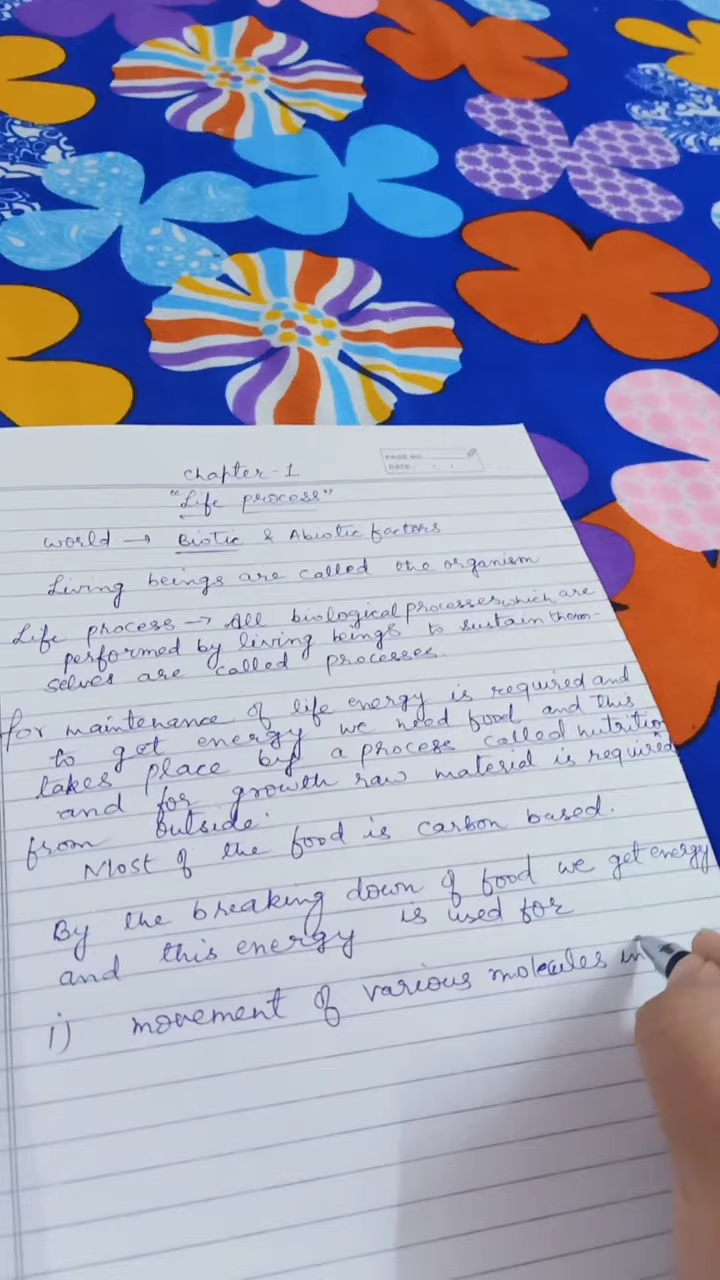 chapter-1
PAGE NO.
DATE
"Life process"
world → Biotic & Abiotic factors
Living beings are called the organism
Life process → All biological processes which are
performed by living beings to sustain them-
selves are called processes.
for maintenance of life energy is required and
to get energy we need food and this
takes place by a process called nutrition
and for growth raw material is required
from outside.
Most of the food is carbon based.
By the breaking down of food we get energy
and this energy is used for
i) movement of various molecules in